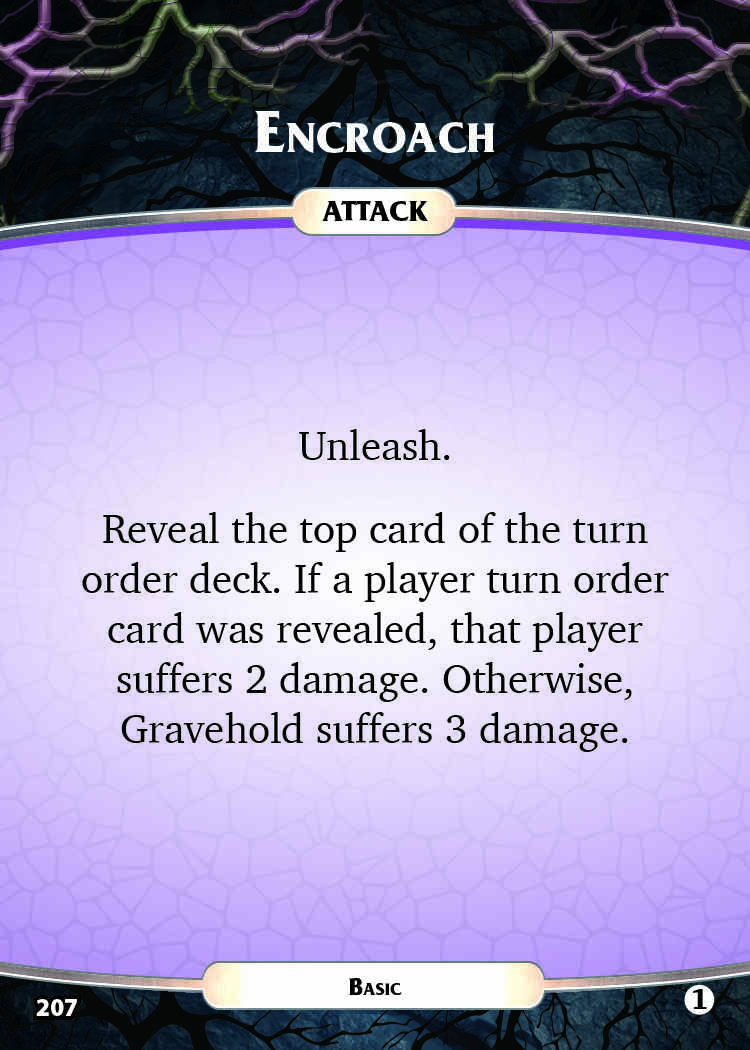 Encroach
ATTACK
Unleash.
Reveal the top card of the turn
order deck. If a player turn order
card was revealed, that player
suffers 2 damage. Otherwise,
Gravehold suffers 3 damage.
Basic
207
1